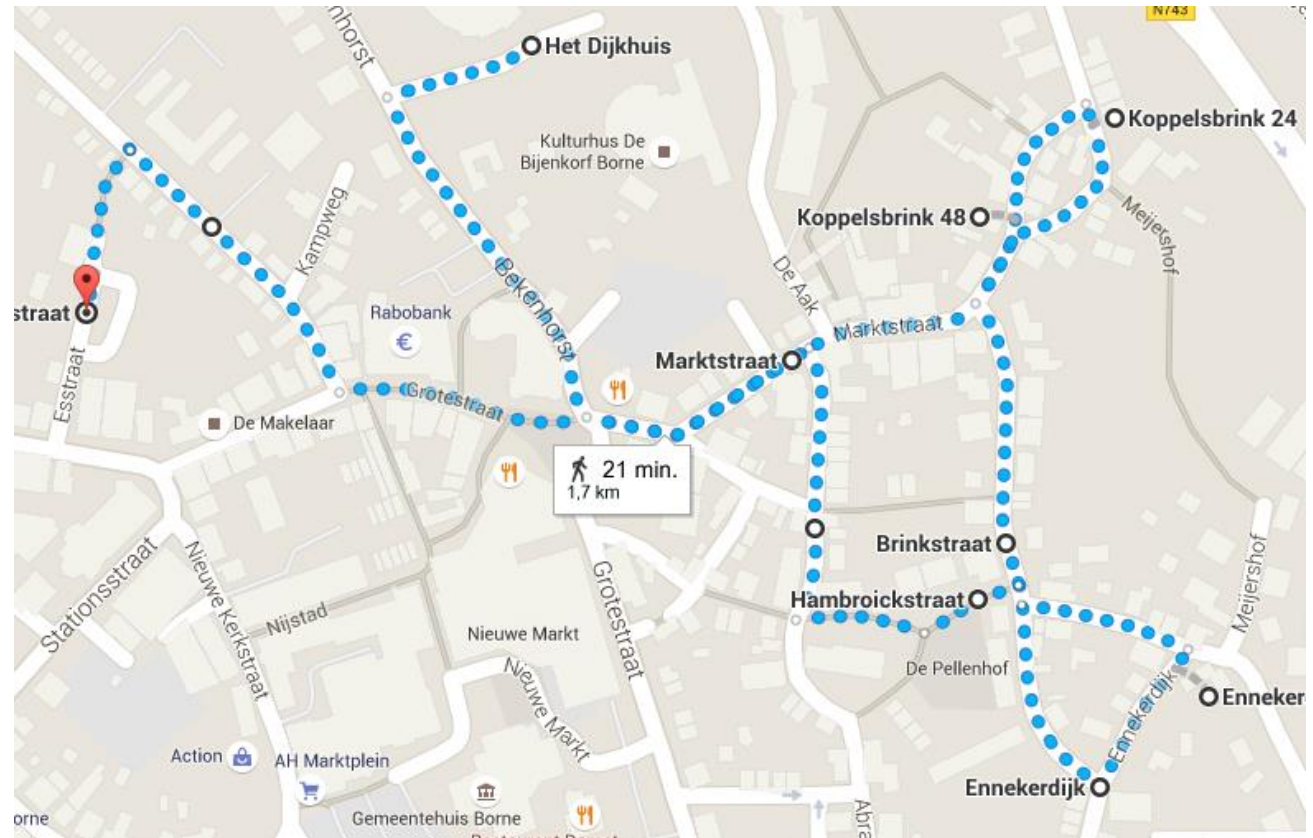 N743
nhorst
Het Dijkhuis
Kulturhus De
Bijenkorf Borne
Koppelsbrink 24
Koppelsbrink 48
Meijershof
Kampweg
Bekenhorst
De Aak
straat
Rabobank
€
Marktstraat
Marktstraat
Esstraat
Grotestraat
De Makelaar
21 min.
1,7 km
Brinkstraat
Stationsstraat
Nieuwe Kerkstraat
Nijstad
Grotestraat
Hambroickstraat
Meijershof
Nieuwe Markt
De Pellenhof
Nieuwe Markt
Ennekerdijk
Enneker
Action
AH Marktplein
Ennekerdijk
Gemeentehuis Borne
Abra
orne